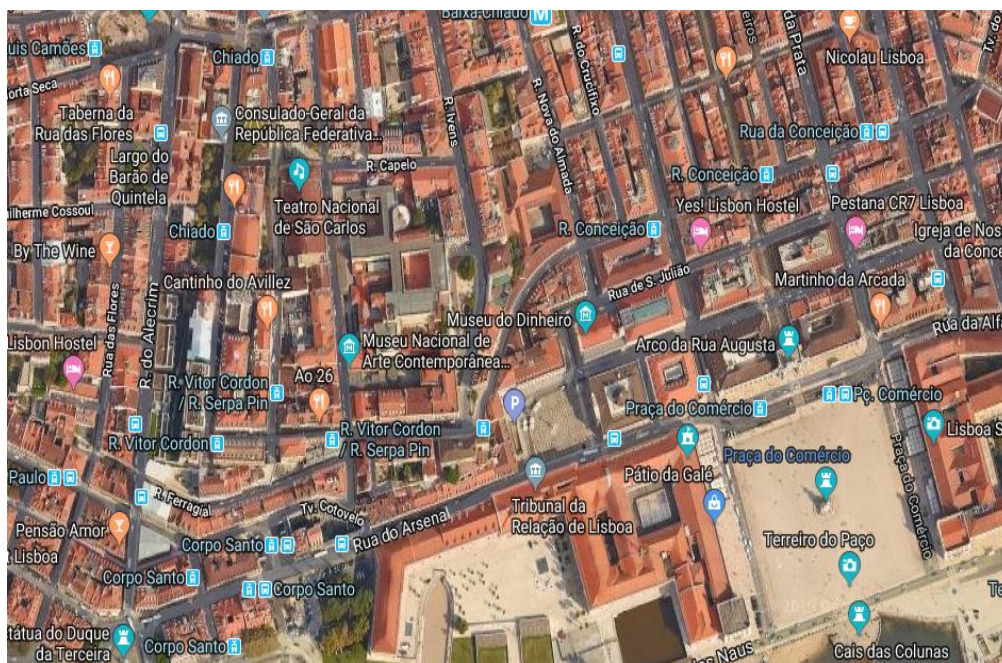 Luis Camões
Chiado
Baixa-Chiado
M
R. do Crucifixo
da Prata
Nicolau Lisboa
Taberna da
Rua das Flores
Consulado-Geral da
República Federativa...
R. Ivens
R. Nova do Almada
Rua da Conceição
Largo do
Barão de
Quintela
R. Capelo
Teatro Nacional
de São Carlos
R. Conceição
Yes! Lisbon Hostel
Pestana CR7 Lisboa
uilherme Cossoul
By The Wine
Chiado
R. Conceição
Igreja de Nos
da Conce
Cantinho do Avillez
Rua de S. Julião
Martinho da Arcada
Rua das Flores
R. do Alecrim
Museu do Dinheiro
Rua da Alf
Lisbon Hostel
Museu Nacional de
Arte Contemporânea...
Arco da Rua Augusta
R. Vitor Cordon
/ R. Serpa Pin
Ao 26
P
Praça do Comércio
Pç. Comércio
R. Vitor Cordon
R. Vitor Cordon
/ R. Serpa Pin
Lisboa S
Paulo
Pátio da Galé
Praça do Comércio
Praça do Comércio
R. Ferragial
Tv. Cotovelo
Tribunal da
Relação de Lisboa
Pensão Amor
Lisboa
Corpo Santo
Rua do Arsenal
Terreiro do Paço
Corpo Santo
Corpo Santo
státua do Duque
da Terceira
Corpo Santo
das Naus
Cais das Colunas